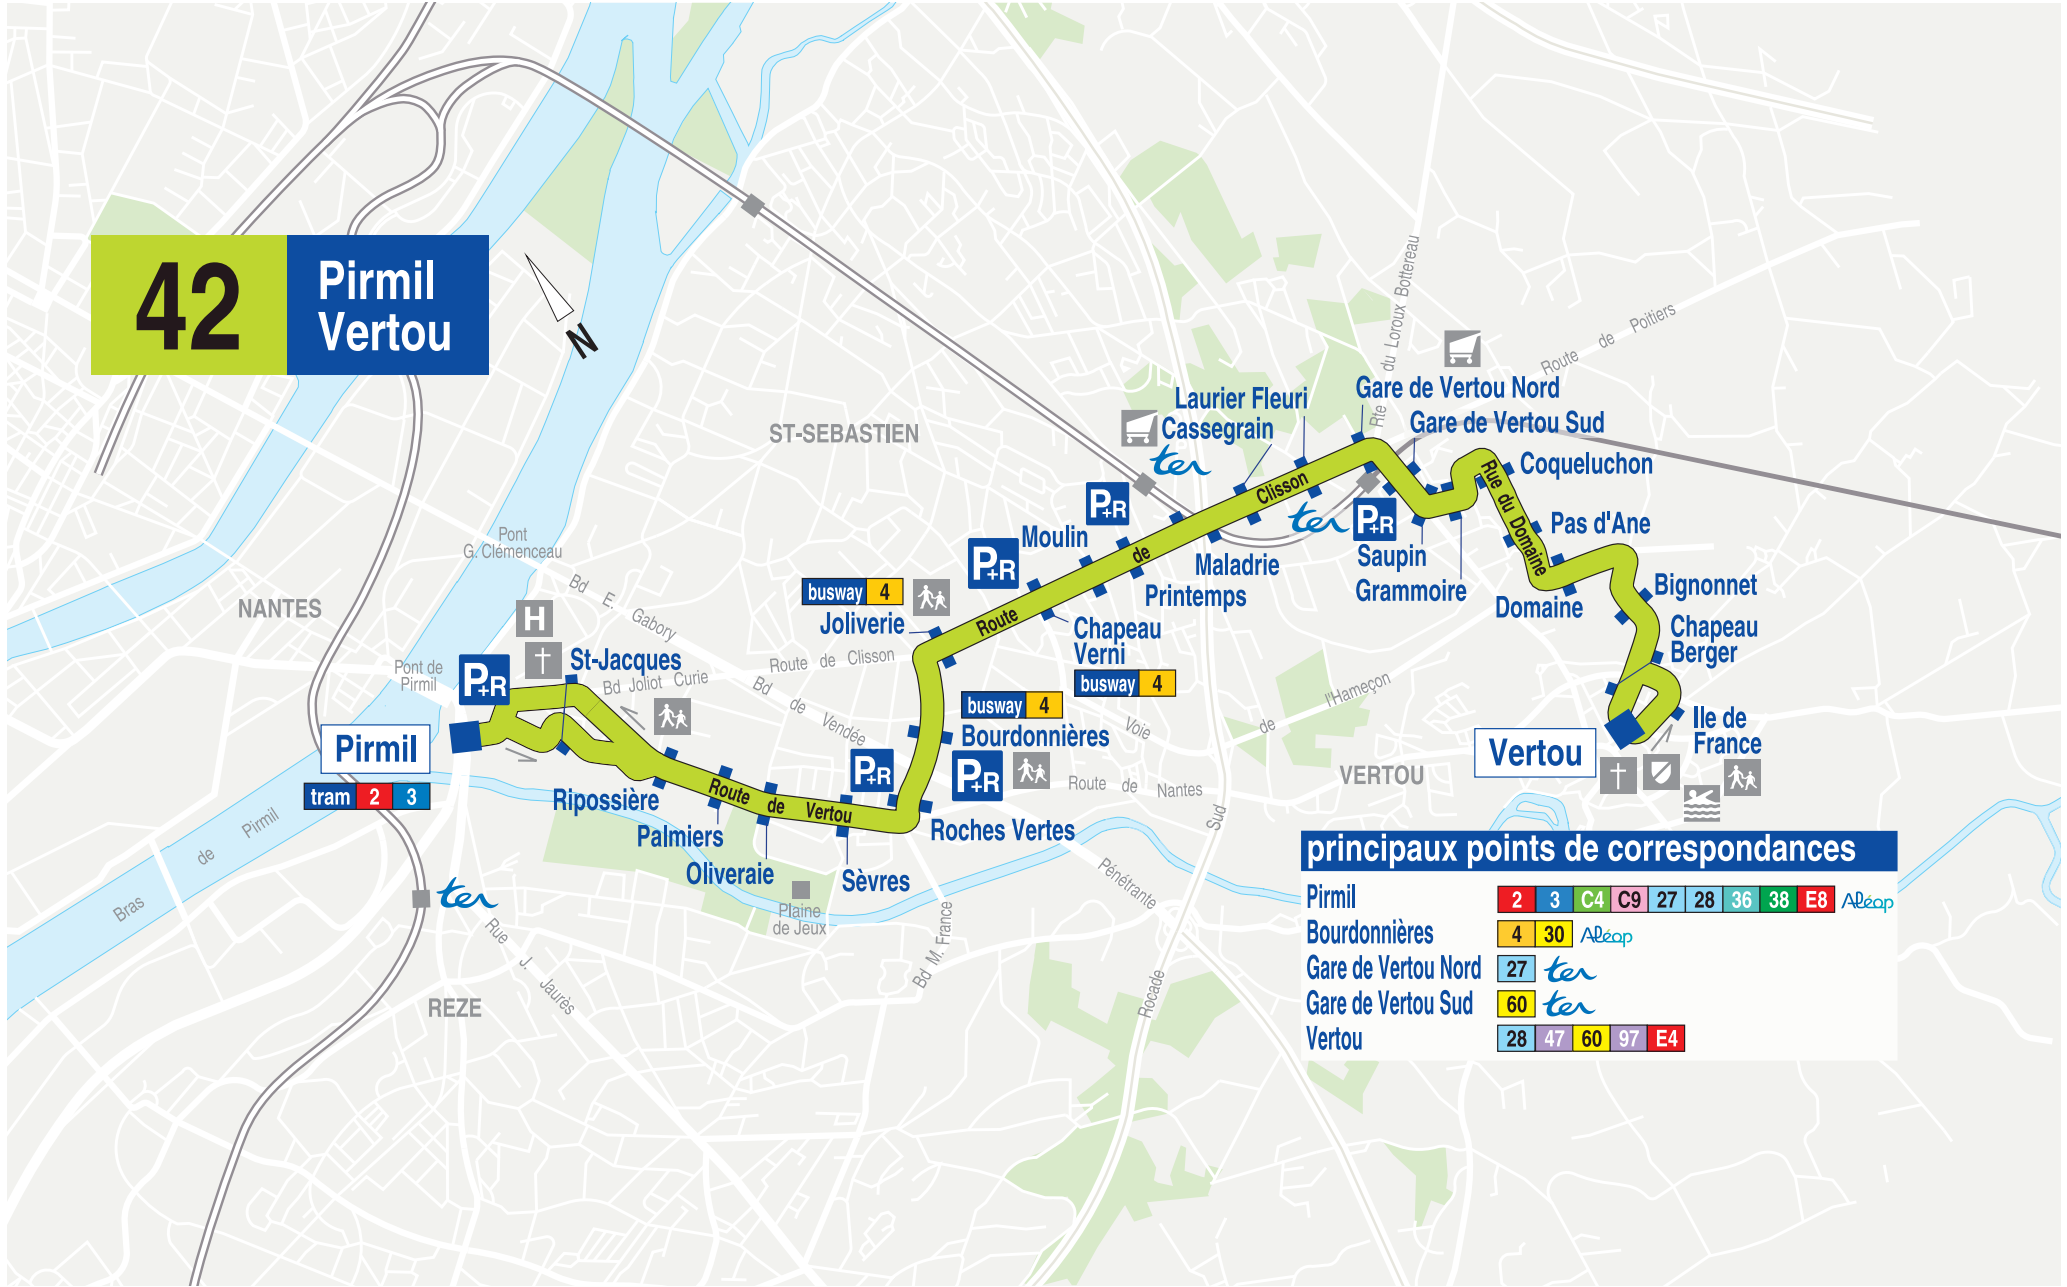 42
Pirmil
Vertou
N
ST-SEBASTIEN
NANTES
REZE
VERTOU
Pont
G. Clémenceau
Bd E. Gabory
Pont de
Pirmil
Route de Clisson
Bd Joliot Curie
Bd de Vendée
Rte du Loroux Bottereau
Route de Poitiers
Voie de l'Hameçon
Route de Nantes
Sud
Pénétrante
Rocade
Bd M. France
Rue J. Jaurès
Bras de Pirmil
Plaine
de Jeux
H
P+R
St-Jacques
Pirmil
tram 2 3
ter
Ripossière
Palmiers
Oliveraie
Sèvres
Route de Vertou
P+R
Roches Vertes
P+R
busway 4
Bourdonnières
busway 4
Joliverie
Route de Clisson
P+R
Moulin
Chapeau
Verni
busway 4
P+R
Printemps
Maladrie
Cassegrain
ter
Laurier Fleuri
Gare de Vertou Nord
Gare de Vertou Sud
ter
P+R
Saupin
Grammoire
Coqueluchon
Rue du Domaine
Pas d'Ane
Domaine
Bignonnet
Chapeau
Berger
Ile de
France
Vertou
principaux points de correspondances
Pirmil 2 3 C4 C9 27 28 36 38 E8 Aléop
Bourdonnières 4 30 Aléop
Gare de Vertou Nord 27 ter
Gare de Vertou Sud 60 ter
Vertou 28 47 60 97 E4